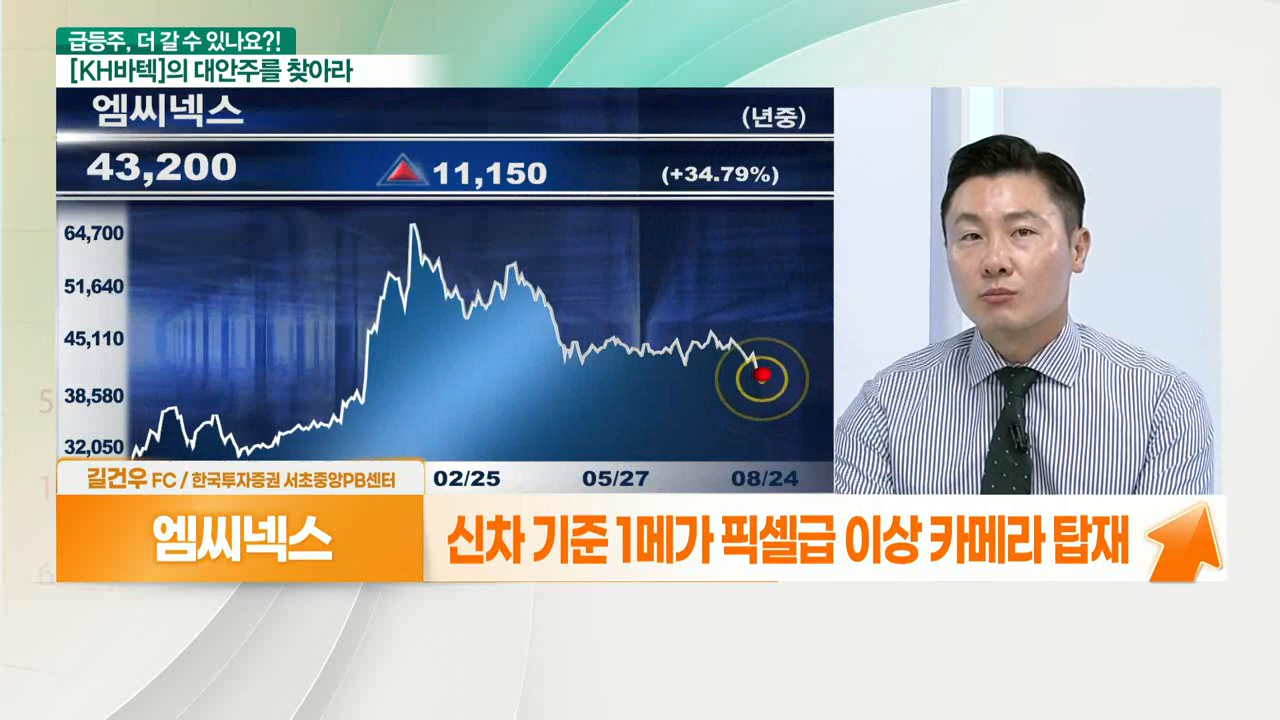 급등주, 더 갈 수 있나요?!
[KH바텍]의 대안주를 찾아라
엠씨넥스 (년중)
43,200 11,150 (+34.79%)
64,700
51,640
45,110
38,580
32,050
02/25 05/27 08/24
길건우 FC / 한국투자증권 서초중앙PB센터
엠씨넥스
신차 기준 1메가 픽셀급 이상 카메라 탑재
5
1
6